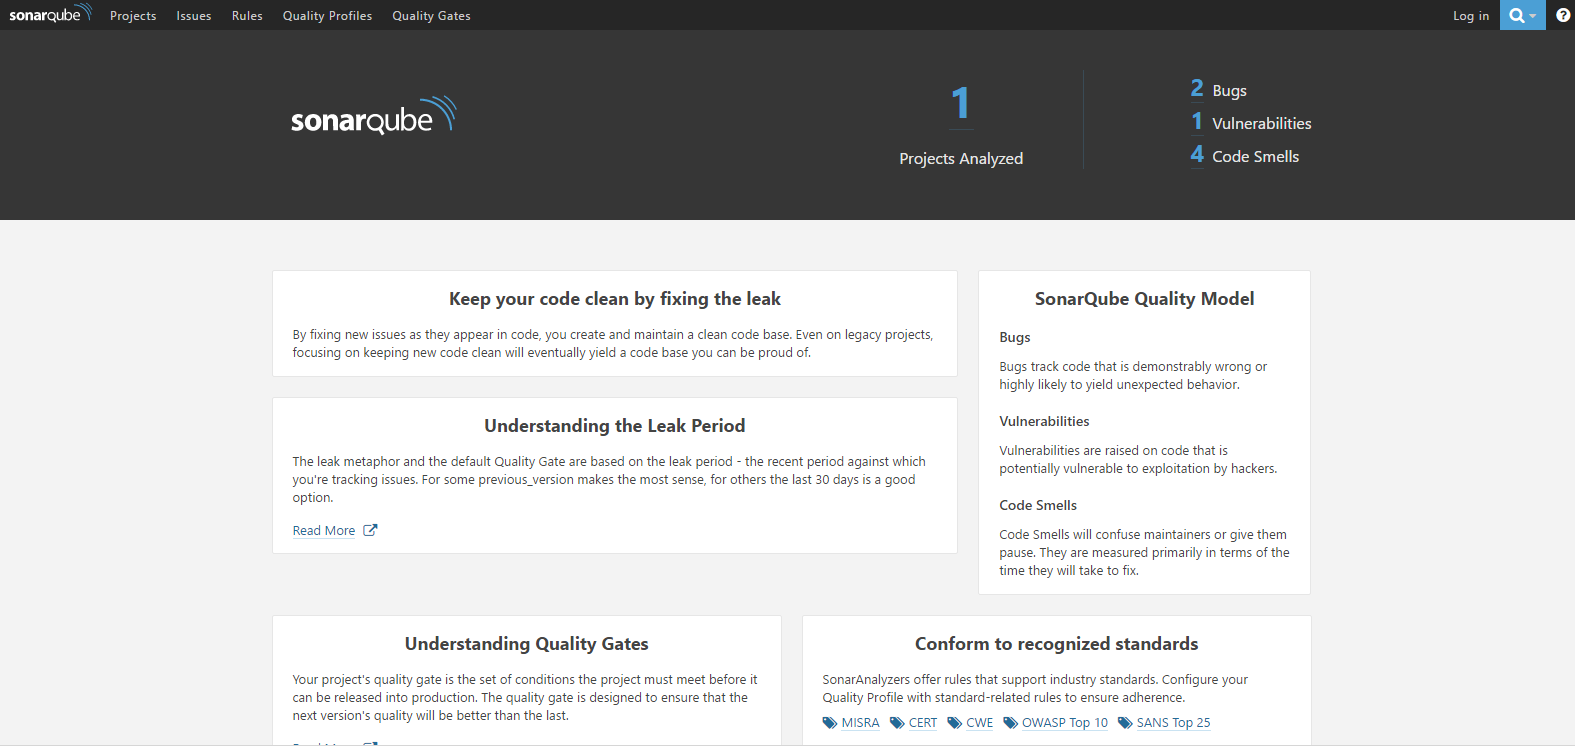 sonarqube Projects Issues Rules Quality Profiles Quality Gates Log in
sonarqube
1
Projects Analyzed
2 Bugs
1 Vulnerabilities
4 Code Smells
Keep your code clean by fixing the leak
By fixing new issues as they appear in code, you create and maintain a clean code base. Even on legacy projects,
focusing on keeping new code clean will eventually yield a code base you can be proud of.
Understanding the Leak Period
The leak metaphor and the default Quality Gate are based on the leak period - the recent period against which
you're tracking issues. For some previous_version makes the most sense, for others the last 30 days is a good
option.
Read More
SonarQube Quality Model
Bugs
Bugs track code that is demonstrably wrong or
highly likely to yield unexpected behavior.
Vulnerabilities
Vulnerabilities are raised on code that is
potentially vulnerable to exploitation by hackers.
Code Smells
Code Smells will confuse maintainers or give them
pause. They are measured primarily in terms of the
time they will take to fix.
Understanding Quality Gates
Your project's quality gate is the set of conditions the project must meet before it
can be released into production. The quality gate is designed to ensure that the
next version's quality will be better than the last.
Conform to recognized standards
SonarAnalyzers offer rules that support industry standards. Configure your
Quality Profile with standard-related rules to ensure adherence.
MISRA CERT CWE OWASP Top 10 SANS Top 25